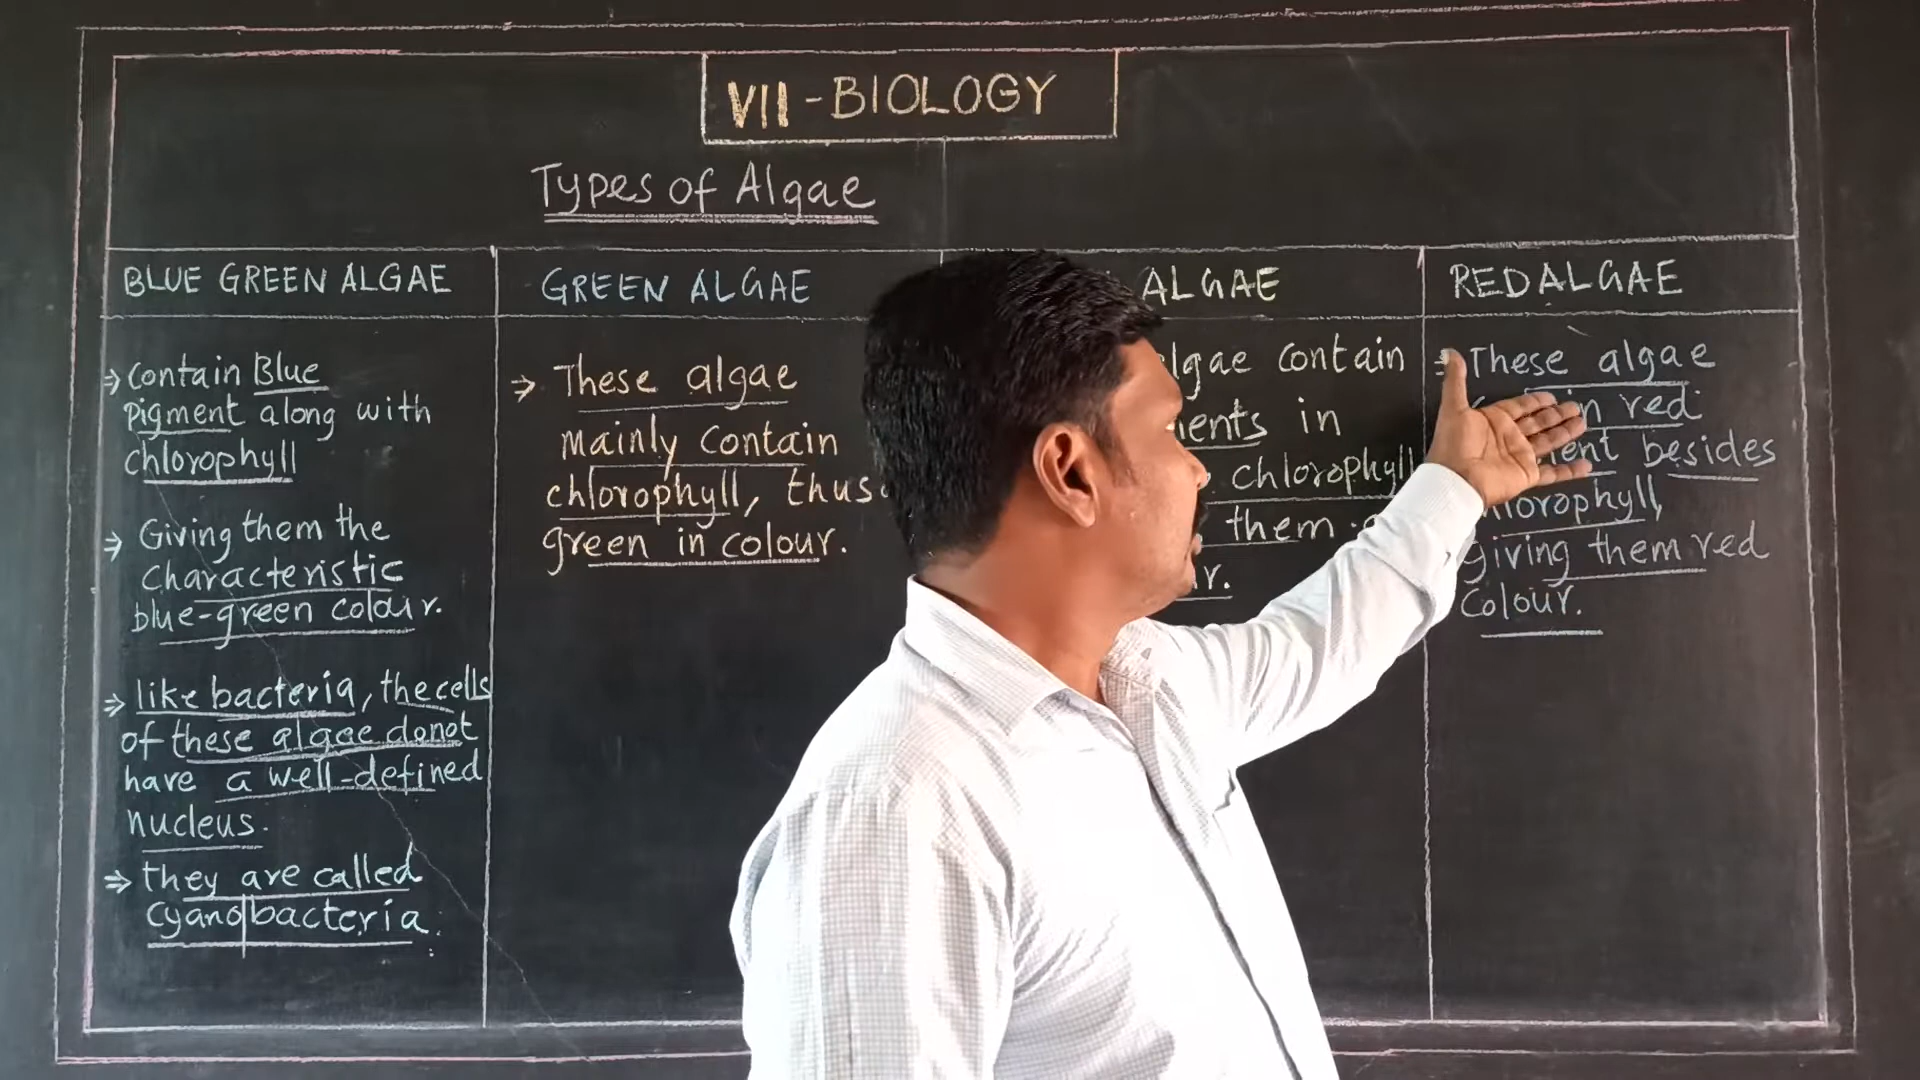 VII - BIOLOGY
Types of Algae
BLUE GREEN ALGAE
⇒ Contain Blue
pigment along with
chlorophyll
⇒ Giving them the
characteristic
blue-green colour.
⇒ like bacteria, the cells
of these algae donot
have a well-defined
nucleus.
⇒ they are called
cyano|bacteria.
GREEN ALGAE
⇒ These algae
mainly contain
chlorophyll, thus
green in colour.
ALGAE
contain
in
chlorophyll
them
RED ALGAE
⇒ These algae
red
besides
chlorophyll,
giving them red
colour.